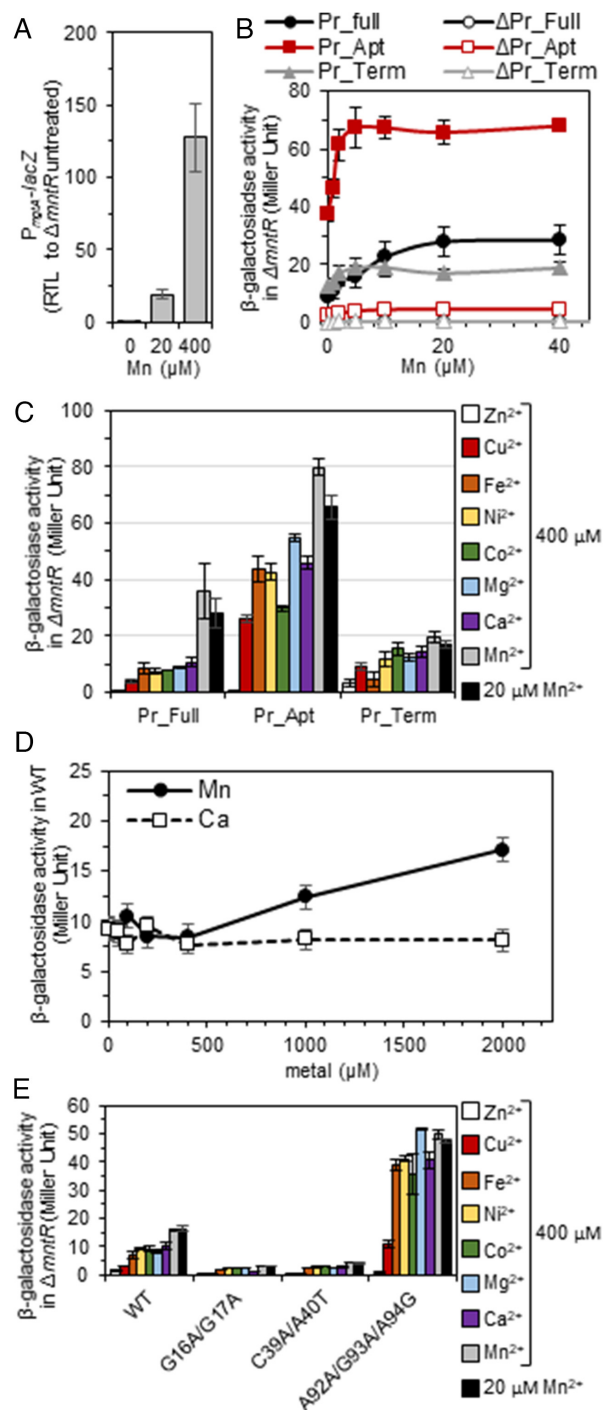 A
200
150
100
50
0
P_mgtA-lacZ
(RTL to ΔmntR untreated)
0 20 400
Mn (µM)
B
Pr_full ΔPr_Full
Pr_Apt ΔPr_Apt
Pr_Term ΔPr_Term
80
60
40
20
0
β-galactosiadse activity
in ΔmntR (Miller Unit)
0 20 40
Mn (µM)
C
100
80
60
40
20
0
β-galactosiase activity
in ΔmntR (Miller Unit)
Pr_Full Pr_Apt Pr_Term
Zn²⁺
Cu²⁺
Fe²⁺
Ni²⁺
Co²⁺
Mg²⁺
Ca²⁺
Mn²⁺
400 µM
20 µM Mn²⁺
D
25
20
15
10
5
0
β-galactosidase activity in WT
(Miller Unit)
Mn
Ca
0 500 1000 1500 2000
metal (µM)
E
60
50
40
30
20
10
0
β-galactosidase activity
in ΔmntR (Miller Unit)
WT
G16A/G17A
C39A/A40T
A92A/G93A/A94G
Zn²⁺
Cu²⁺
Fe²⁺
Ni²⁺
Co²⁺
Mg²⁺
Ca²⁺
Mn²⁺
400 µM
20 µM Mn²⁺